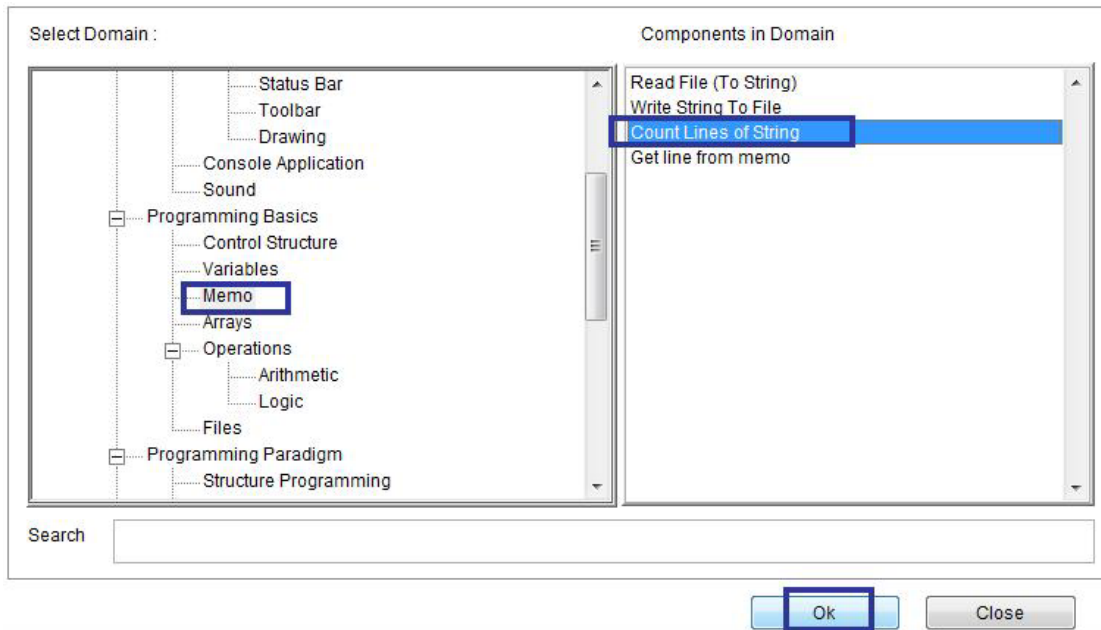 Select Domain :
Status Bar
Toolbar
Drawing
Console Application
Sound
Programming Basics
Control Structure
Variables
Memo
Arrays
Operations
Arithmetic
Logic
Files
Programming Paradigm
Structure Programming
Components in Domain
Read File (To String)
Write String To File
Count Lines of String
Get line from memo
Search
Ok
Close